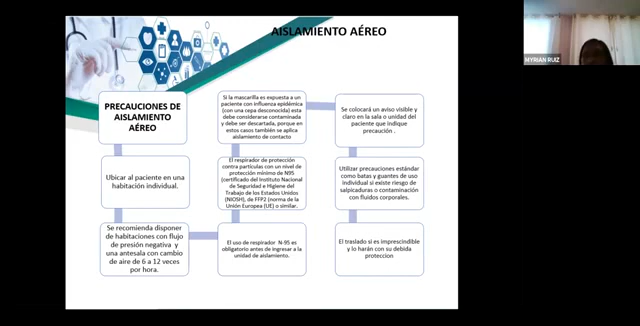 AISLAMIENTO AÉREO
MYRIAN RUIZ
PRECAUCIONES DE
AISLAMIENTO
AÉREO
Ubicar al paciente en una
habitación individual.
Se recomienda disponer
de habitaciones con flujo
de presión negativa y
una antesala con cambio
de aire de 6 a 12 veces
por hora.
Si la mascarilla es expuesta a un
paciente con influenza epidémica
(con una cepa desconocida) esta
debe considerarse contaminada
y debe ser descartada, porque en
estos casos también se aplica
aislamiento de contacto
El respirador de protección
contra partículas con un nivel de
protección mínimo de N95
(certificado del Instituto Nacional
de Seguridad e Higiene del
Trabajo de los Estados Unidos
(NIOSH), de FFP2 (norma de la
Unión Europea (UE) o similar.
El uso de respirador N-95 es
obligatorio antes de ingresar a la
unidad de aislamiento.
Se colocará un aviso visible y
claro en la sala o unidad del
paciente que indique
precaución .
Utilizar precauciones estándar
como batas y guantes de uso
individual si existe riesgo de
salpicaduras o contaminación
con fluidos corporales.
El traslado si es imprescindible
y lo harán con su debida
proteccion